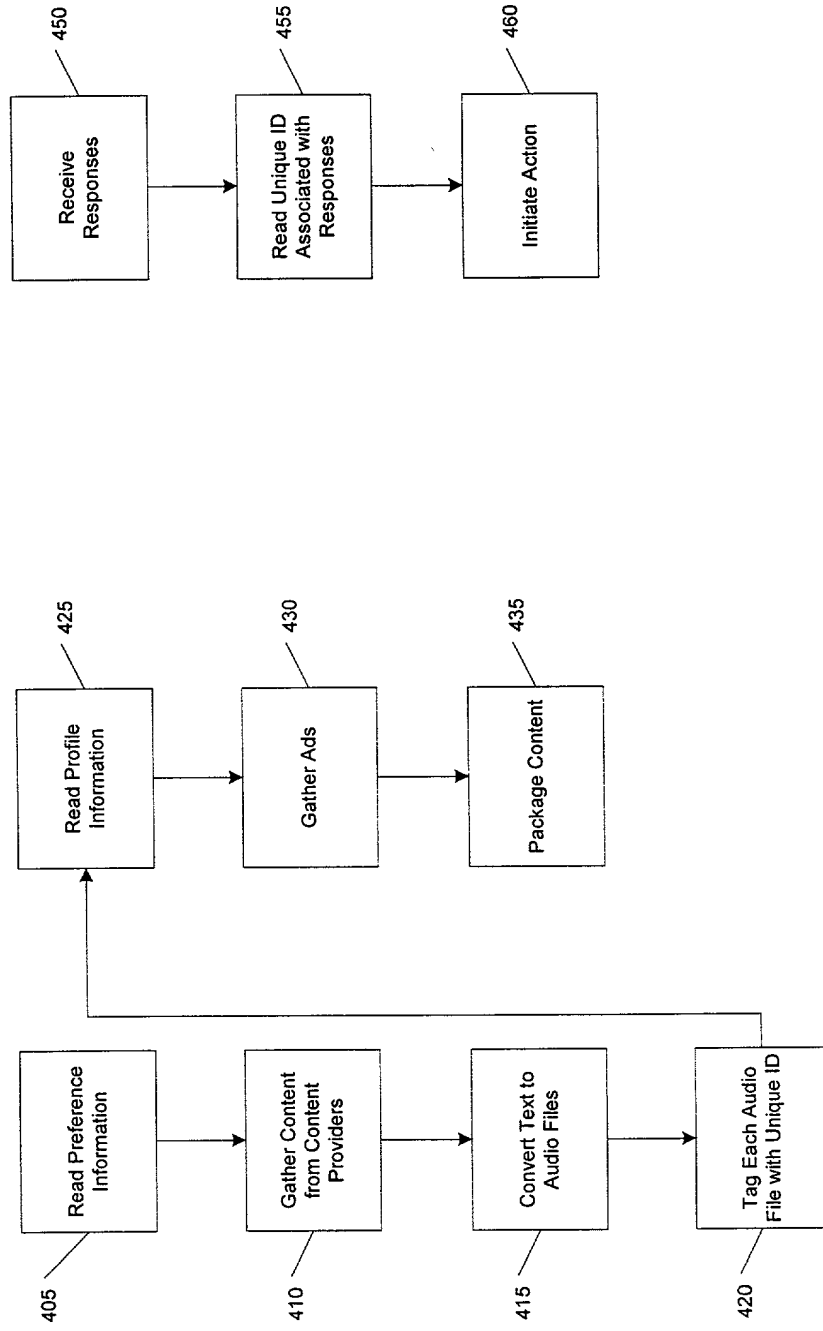 405
Read Preference
Information
410
Gather Content
from Content
Providers
415
Convert Text to
Audio Files
420
Tag Each Audio
File with Unique ID
425
Read Profile
Information
430
Gather Ads
435
Package Content
450
Receive
Responses
455
Read Unique ID
Associated with
Responses
460
Initiate Action